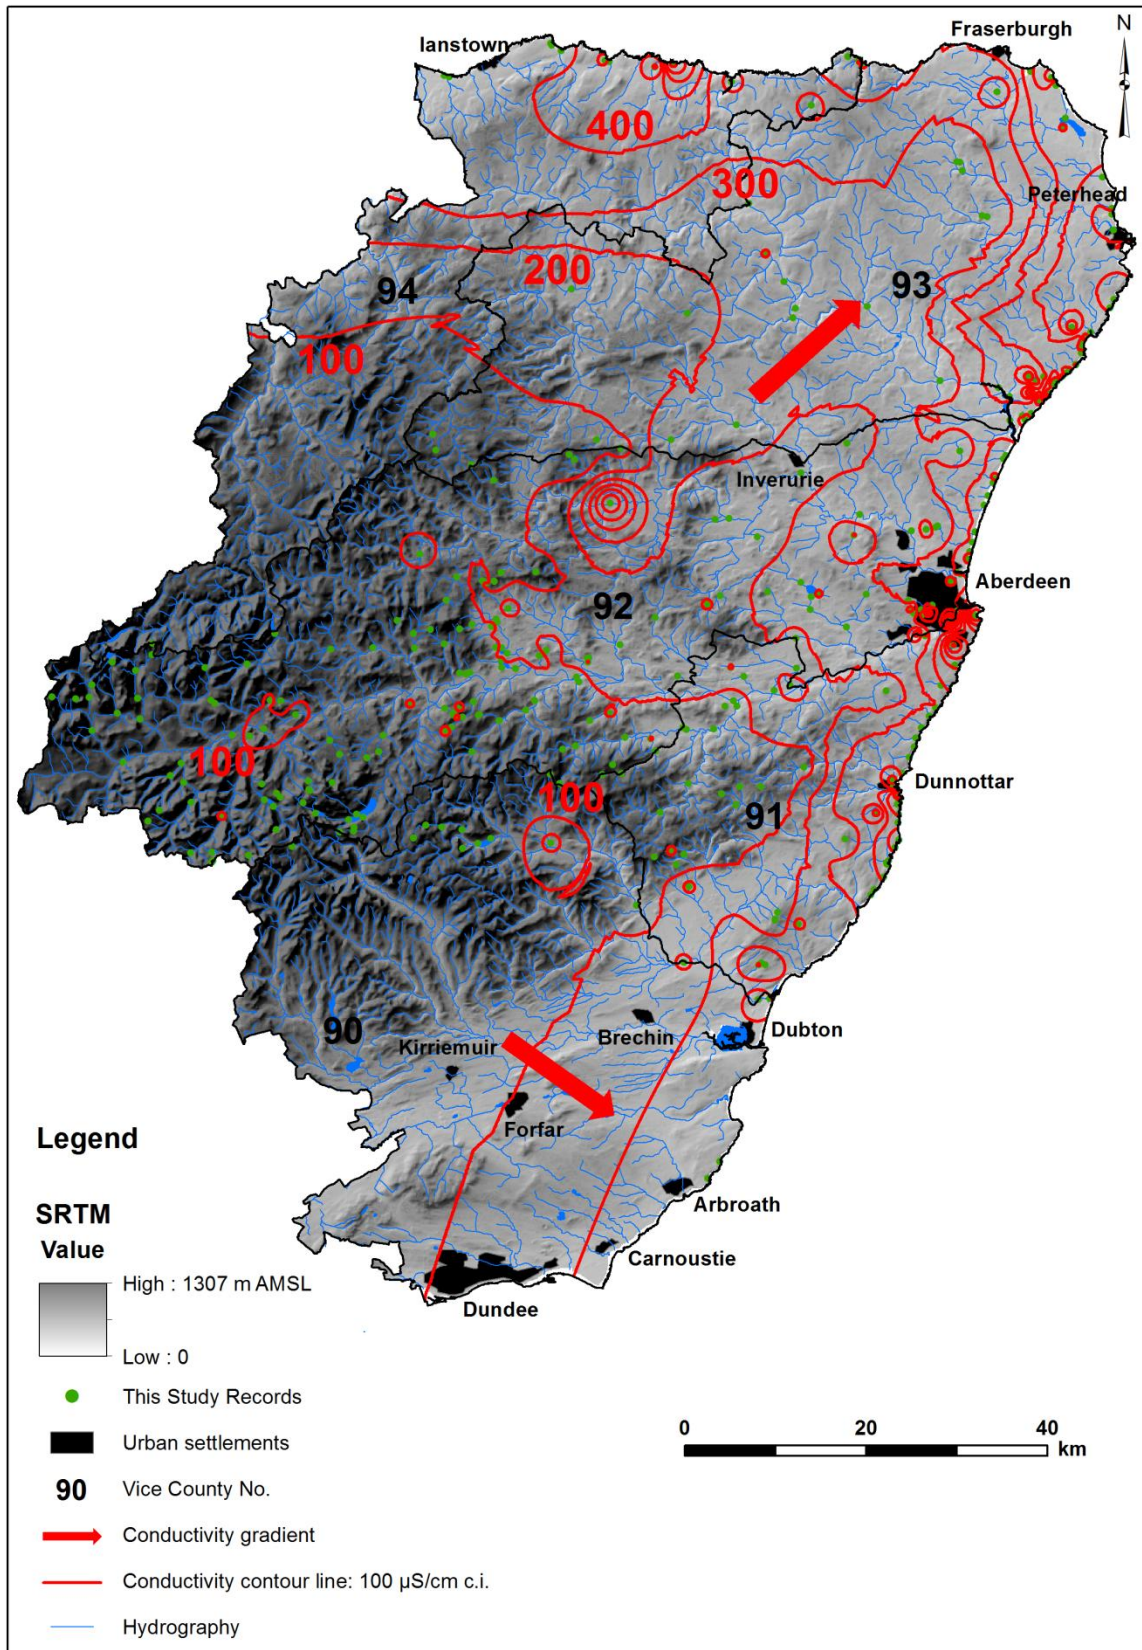 Fraserburgh
Ianstown
N
400
300
Peterhead
200
94
93
100
Inverurie
Aberdeen
92
100
100
Dunnottar
91
90
Kirriemuir
Brechin
Dubton
Forfar
Arbroath
Carnoustie
Dundee
Legend
SRTM
Value
High : 1307 m AMSL
Low : 0
This Study Records
Urban settlements
90 Vice County No.
Conductivity gradient
Conductivity contour line: 100 µS/cm c.i.
Hydrography
0 20 40
km